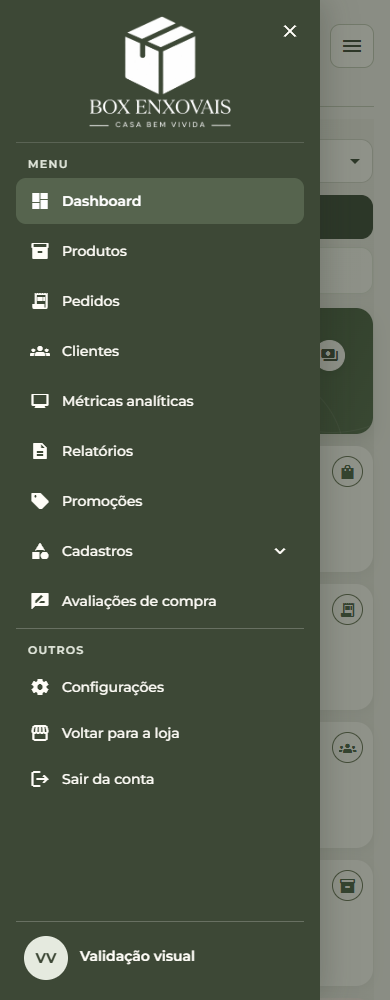 BOX ENXOVAIS
CASA BEM VIVIDA
MENU
Dashboard
Produtos
Pedidos
Clientes
Métricas analíticas
Relatórios
Promoções
Cadastros
Avaliações de compra
OUTROS
Configurações
Voltar para a loja
Sair da conta
VV Validação visual